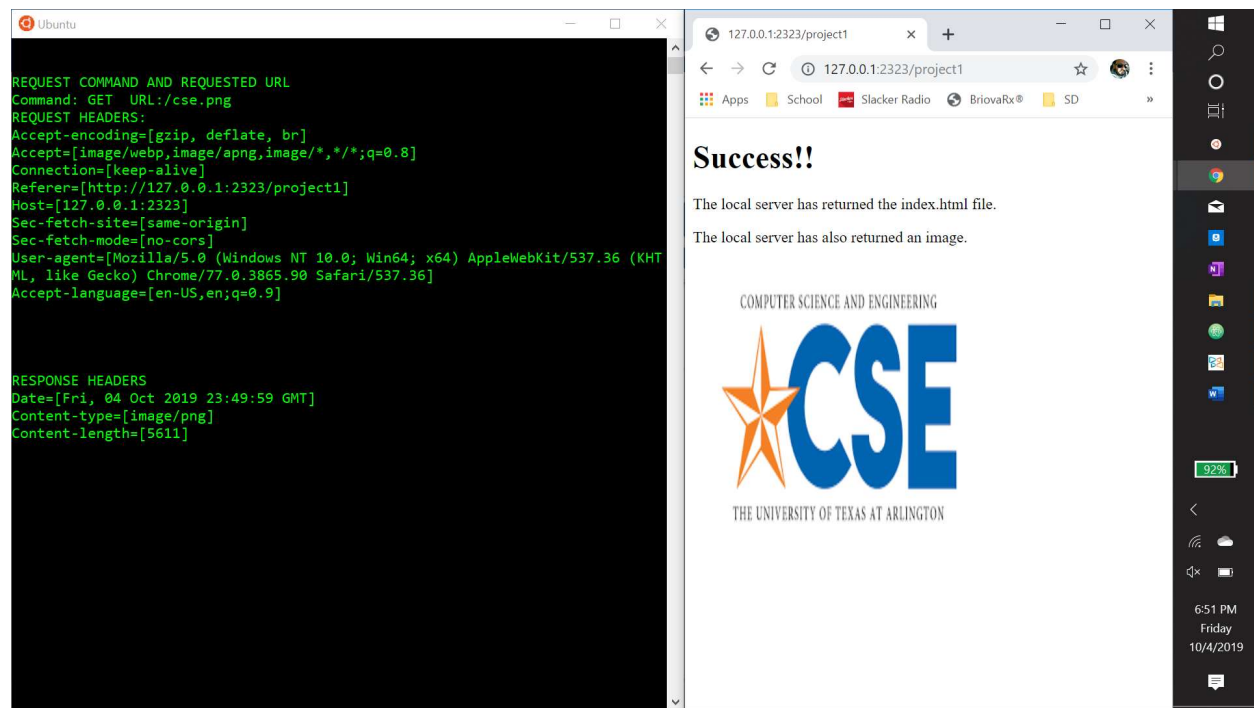 Ubuntu
REQUEST COMMAND AND REQUESTED URL
Command: GET  URL:/cse.png
REQUEST HEADERS:
Accept-encoding=[gzip, deflate, br]
Accept=[image/webp,image/apng,image/*,*/*;q=0.8]
Connection=[keep-alive]
Referer=[http://127.0.0.1:2323/project1]
Host=[127.0.0.1:2323]
Sec-fetch-site=[same-origin]
Sec-fetch-mode=[no-cors]
User-agent=[Mozilla/5.0 (Windows NT 10.0; Win64; x64) AppleWebKit/537.36 (KHT
ML, like Gecko) Chrome/77.0.3865.90 Safari/537.36]
Accept-language=[en-US,en;q=0.9]
RESPONSE HEADERS
Date=[Fri, 04 Oct 2019 23:49:59 GMT]
Content-type=[image/png]
Content-length=[5611]
127.0.0.1:2323/project1
127.0.0.1:2323/project1
Apps School Slacker Radio BriovaRx® SD »
Success!!
The local server has returned the index.html file.
The local server has also returned an image.
COMPUTER SCIENCE AND ENGINEERING
CSE
THE UNIVERSITY OF TEXAS AT ARLINGTON
92%
6:51 PM
Friday
10/4/2019